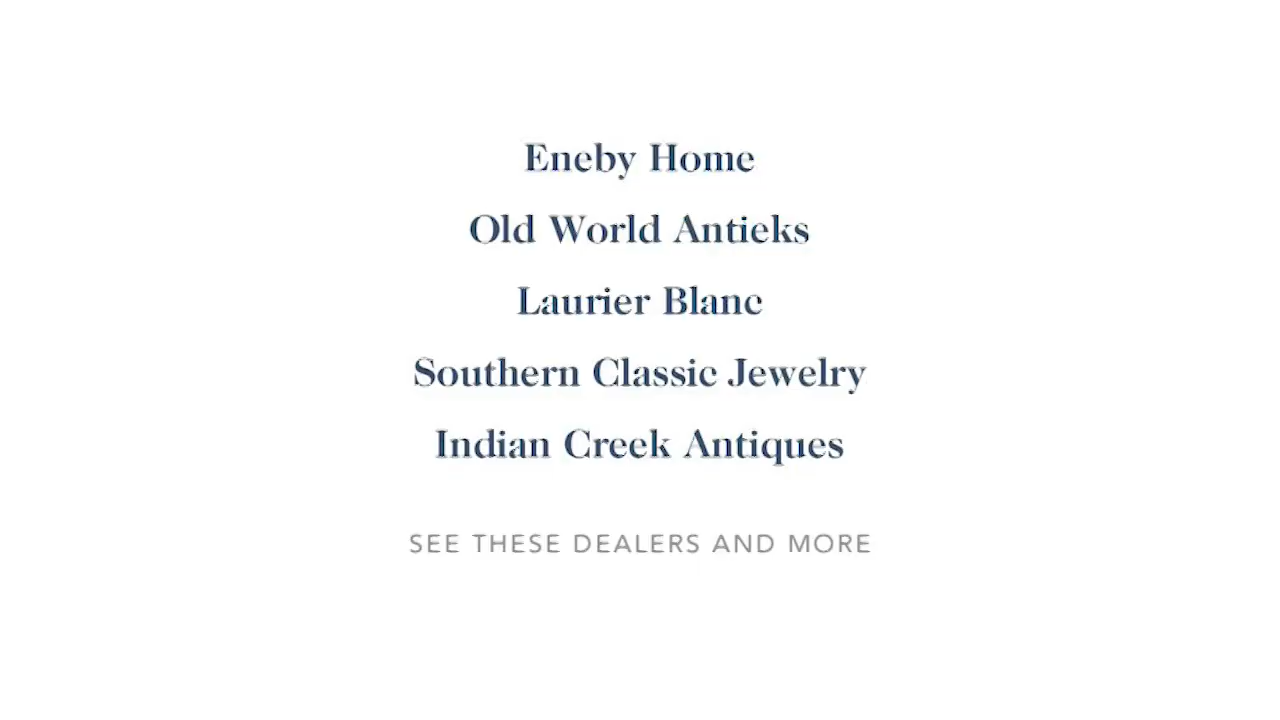 Eneby Home
Old World Antieks
Laurier Blanc
Southern Classic Jewelry
Indian Creek Antiques
SEE THESE DEALERS AND MORE